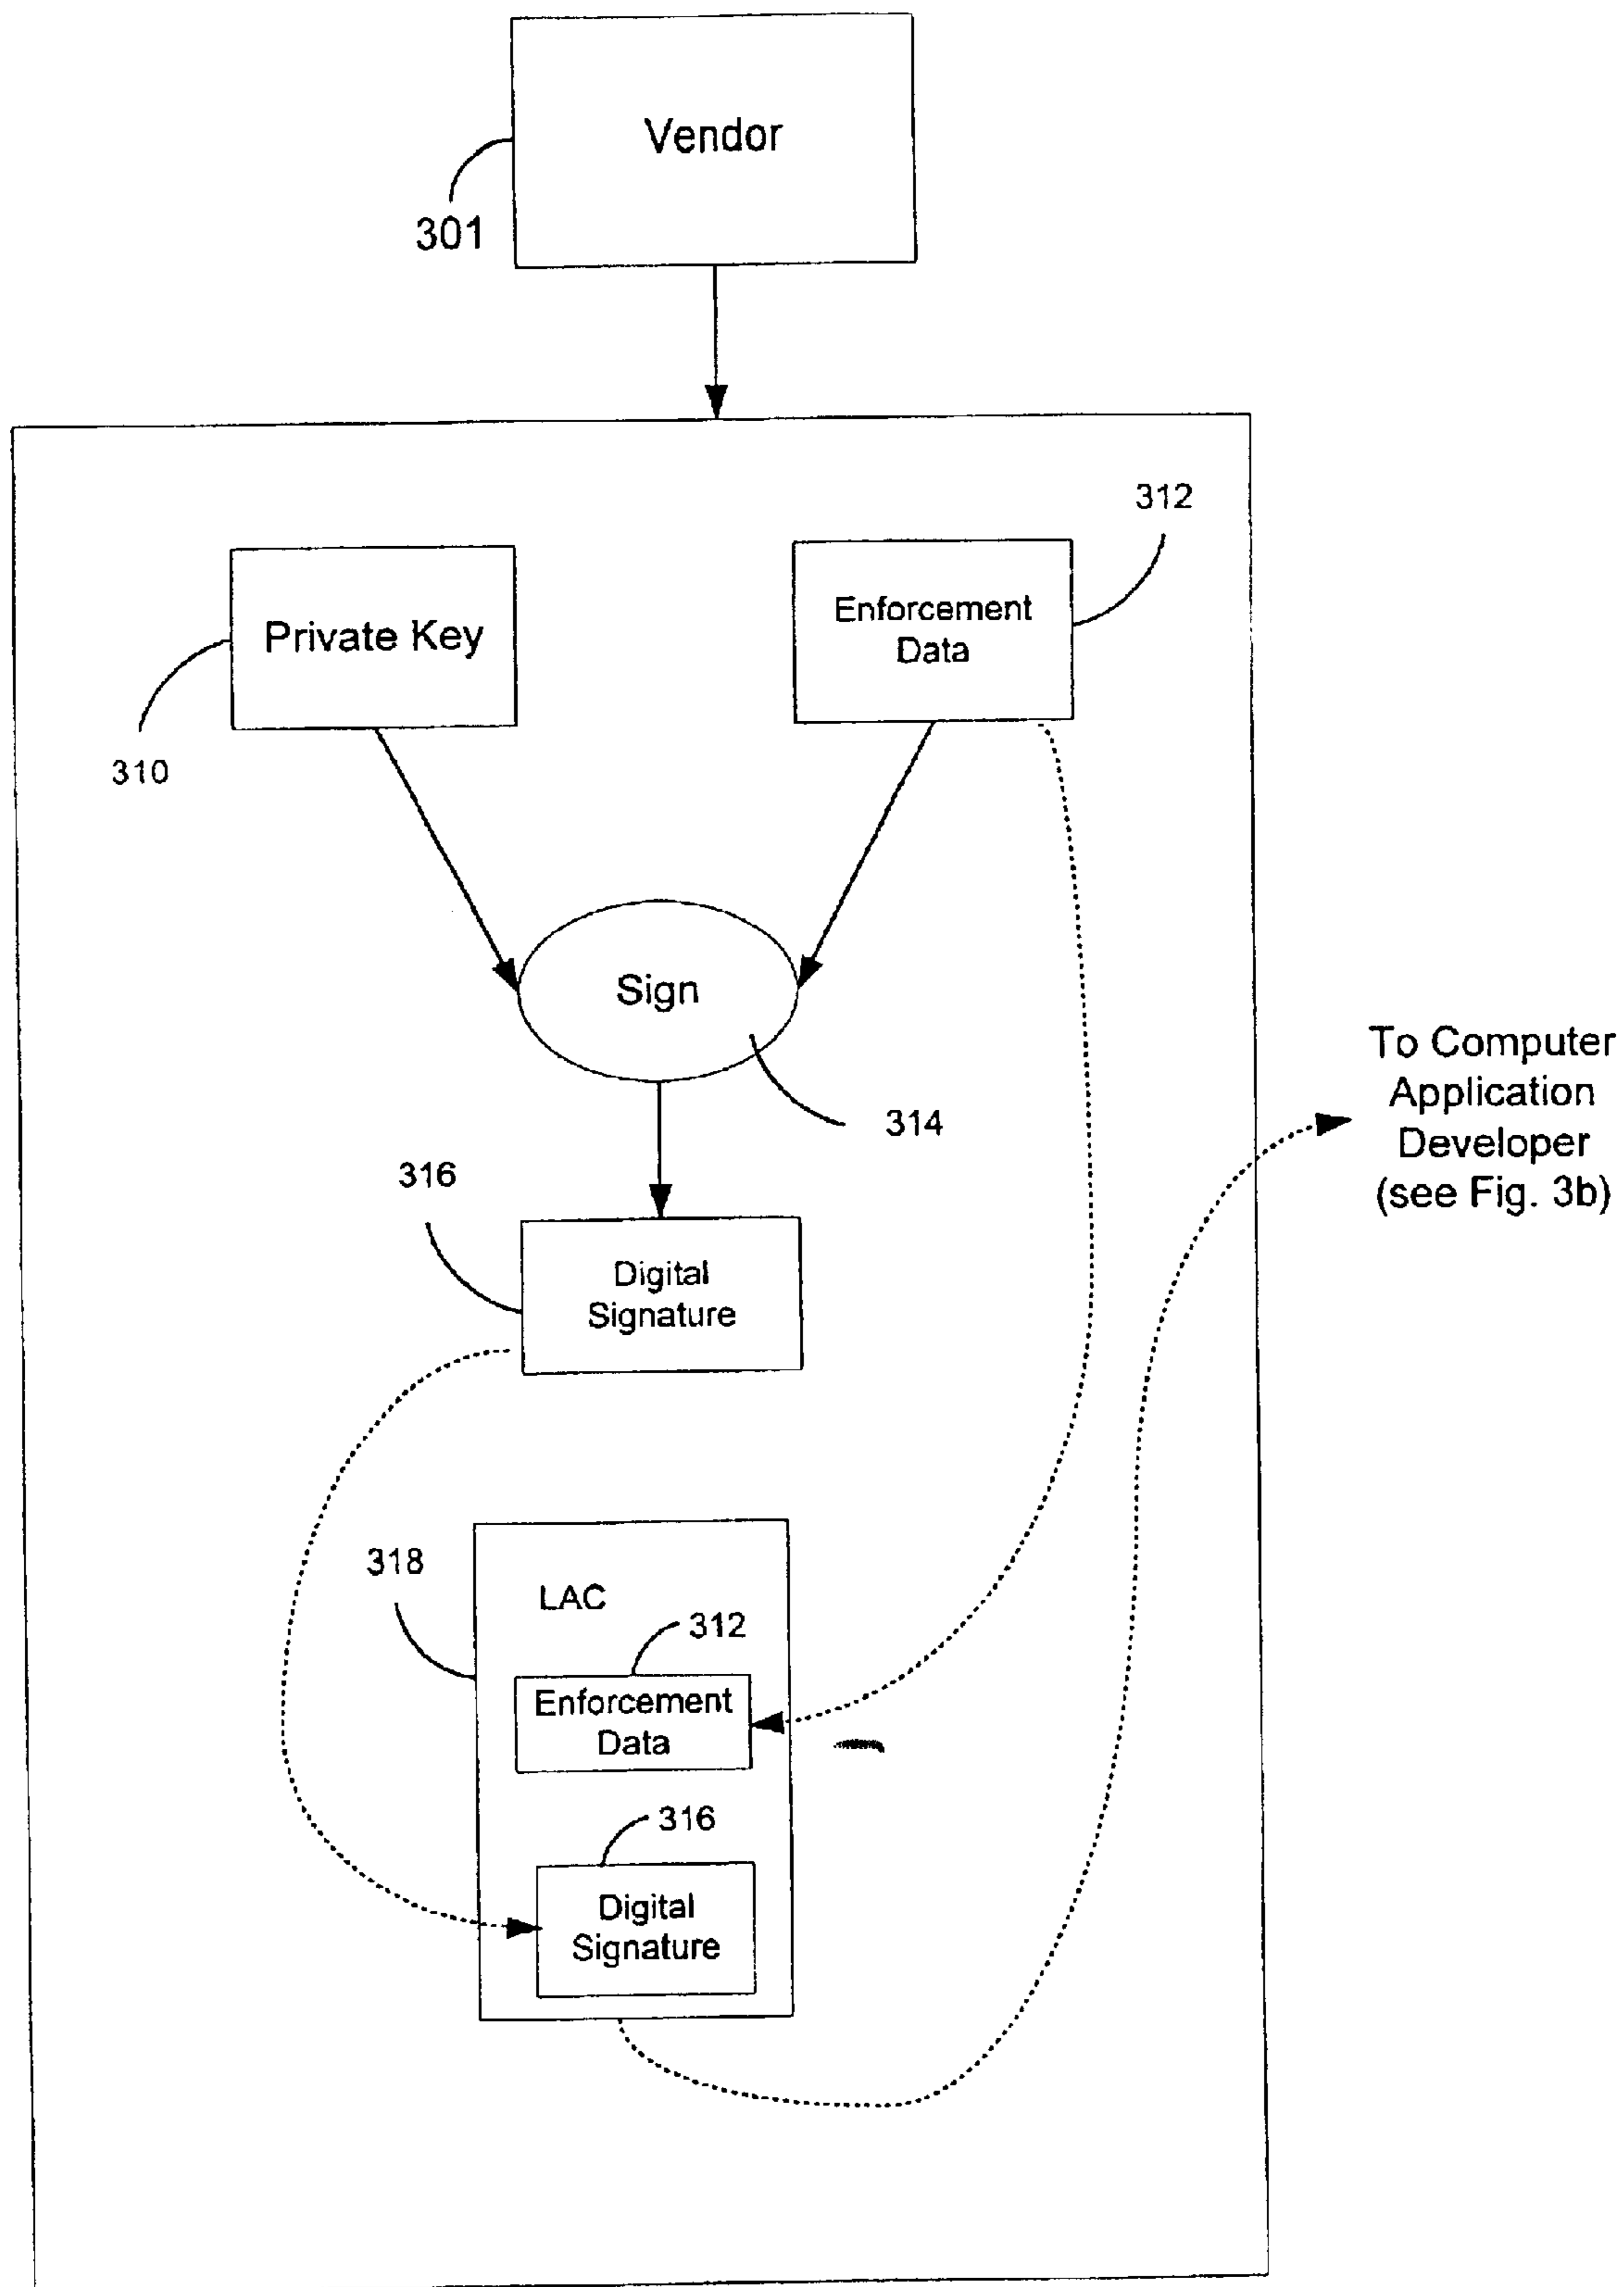 Vendor
301
312
Private Key
Enforcement
Data
310
Sign
To Computer
Application
Developer
(see Fig. 3b)
314
316
Digital
Signature
318
LAC
312
Enforcement
Data
316
Digital
Signature